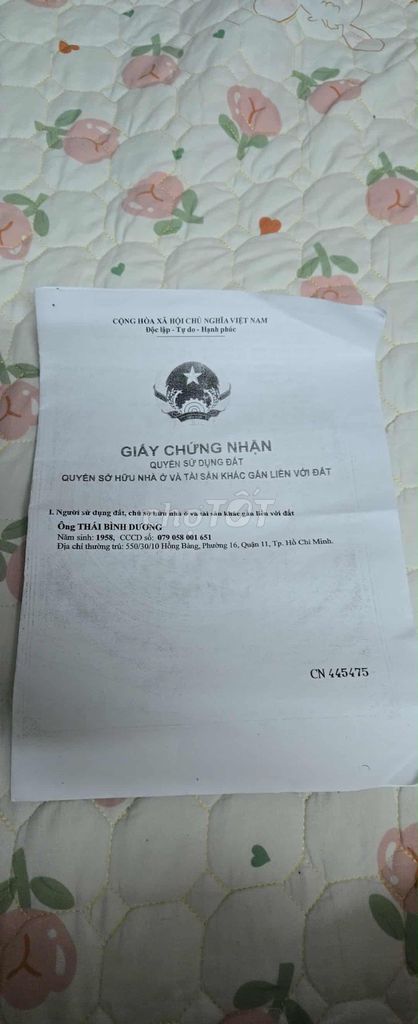 CỘNG HÒA XÃ HỘI CHỦ NGHĨA VIỆT NAM
Độc lập - Tự do - Hạnh phúc
GIẤY CHỨNG NHẬN
QUYỀN SỬ DỤNG ĐẤT
QUYỀN SỞ HỮU NHÀ Ở VÀ TÀI SẢN KHÁC GẮN LIỀN VỚI ĐẤT
I. Người sử dụng đất, chủ sở hữu nhà ở và tài sản khác gắn liền với đất
Ông THÁI BÌNH DƯƠNG
Năm sinh: 1958, CCCD số: 079 058 001 651
Địa chỉ thường trú: 550/30/10 Hồng Bàng, Phường 16, Quận 11, Tp. Hồ Chí Minh.
CN 445475
choTỐT